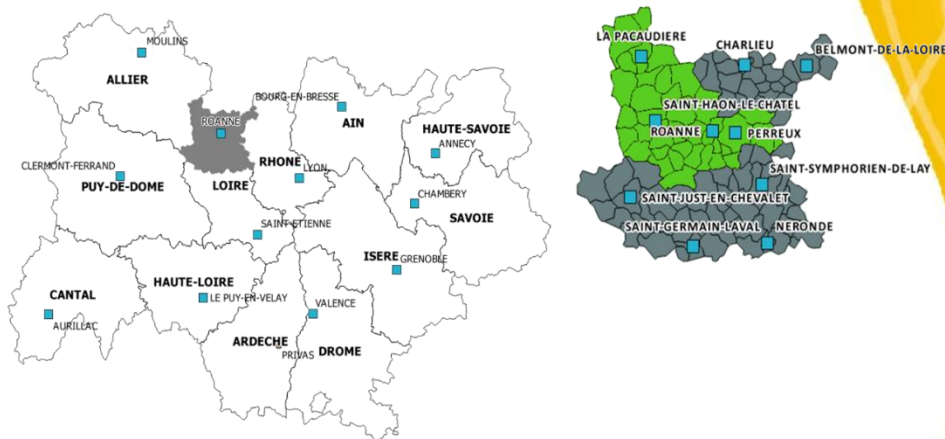 MOULINS
ALLIER
BOURG-EN-BRESSE
AIN
ROANNE
HAUTE-SAVOIE
ANNECY
CLERMONT-FERRAND
PUY-DE-DOME
RHONE
LYON
LOIRE
CHAMBERY
SAVOIE
SAINT-ETIENNE
ISERE
GRENOBLE
HAUTE-LOIRE
LE PUY-EN-VELAY
CANTAL
AURILLAC
VALENCE
ARDECHE
PRIVAS
DROME
LA PACAUDIERE
CHARLIEU
BELMONT-DE-LA-LOIRE
SAINT-HAON-LE-CHATEL
ROANNE
PERREUX
SAINT-SYMPHORIEN-DE-LAY
SAINT-JUST-EN-CHEVALET
SAINT-GERMAIN-LAVAL
NERONDE